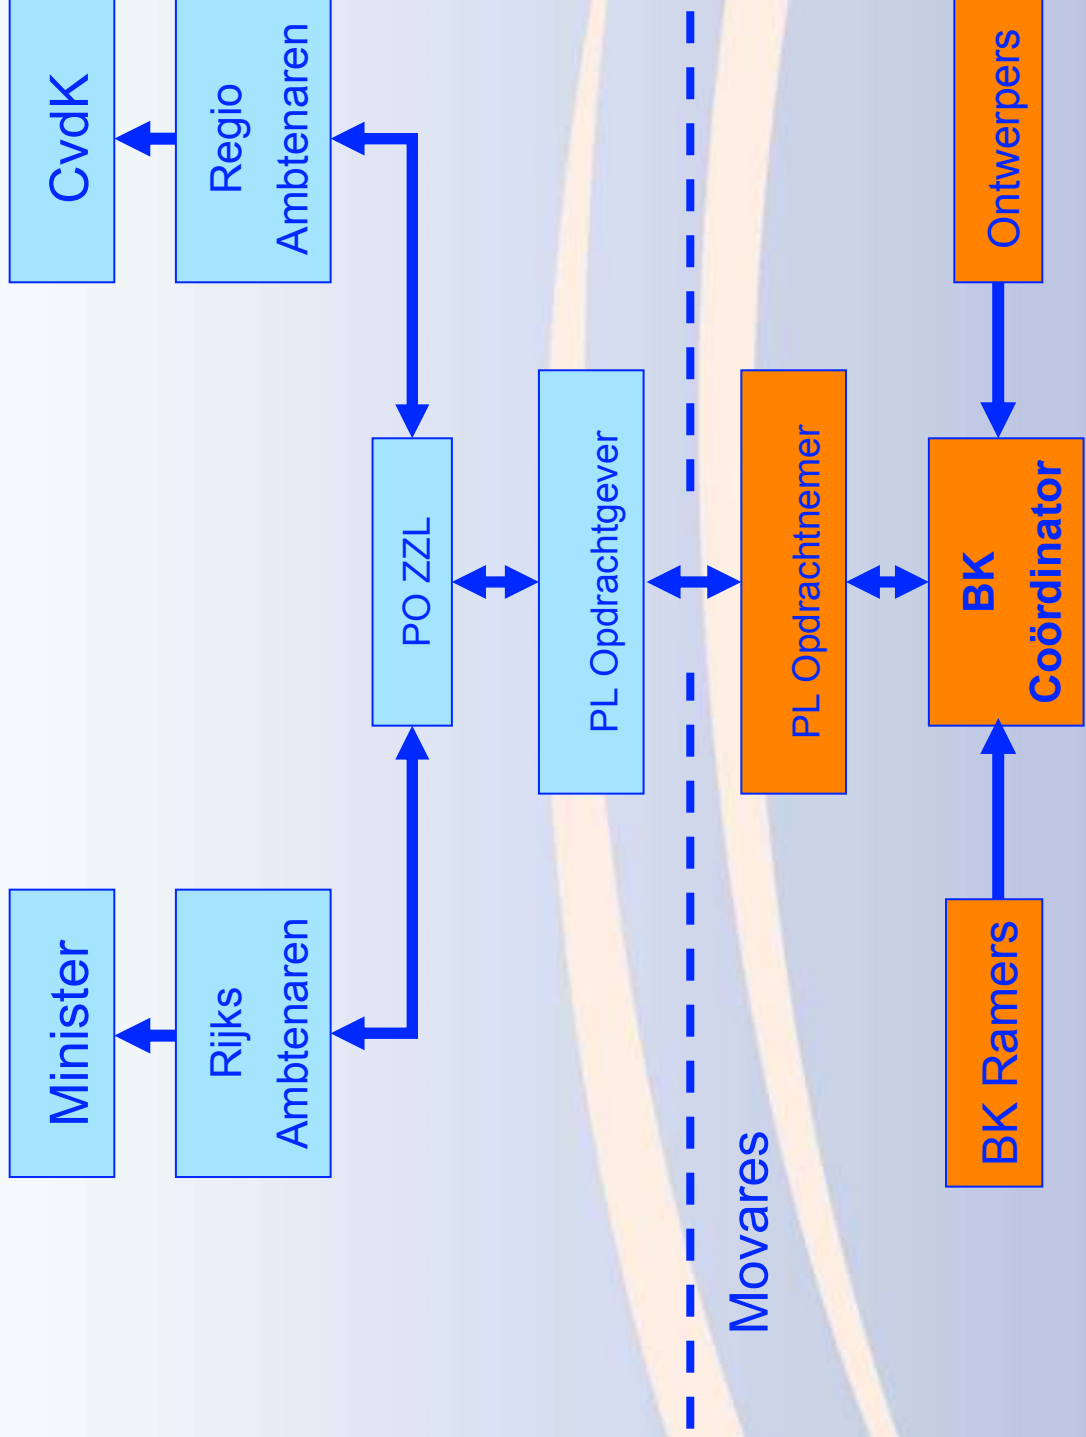 Minister
CvdK
Rijks
Ambtenaren
Regio
Ambtenaren
PO ZZL
PL Opdrachtgever
Movares
PL Opdrachtnemer
BK Ramers
BK
Coördinator
Ontwerpers